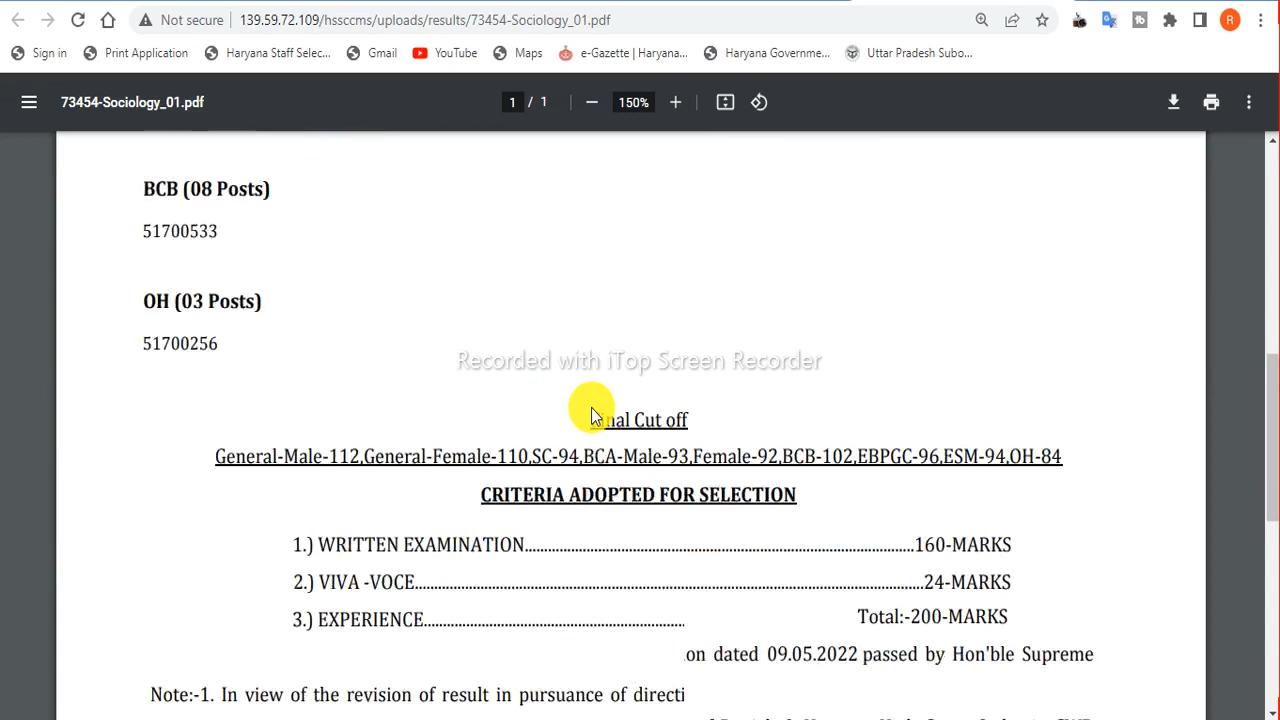 Not secure 139.59.72.109/hssccms/uploads/results/73454-Sociology_01.pdf R
Sign in Print Application Haryana Staff Selec... Gmail YouTube Maps e-Gazette | Haryana... Haryana Governme... Uttar Pradesh Subo...
73454-Sociology_01.pdf 1 / 1 150%
BCB (08 Posts)
51700533
OH (03 Posts)
51700256
Recorded with iTop Screen Recorder
Final Cut off
General-Male-112,General-Female-110,SC-94,BCA-Male-93,Female-92,BCB-102,EBPGC-96,ESM-94,OH-84
CRITERIA ADOPTED FOR SELECTION
1.) WRITTEN EXAMINATION....................................................................................................160-MARKS
2.) VIVA -VOCE....................................................................................................................................24-MARKS
3.) EXPERIENCE...................................................................
Total:-200-MARKS
on dated 09.05.2022 passed by Hon'ble Supreme
Note:-1. In view of the revision of result in pursuance of directi